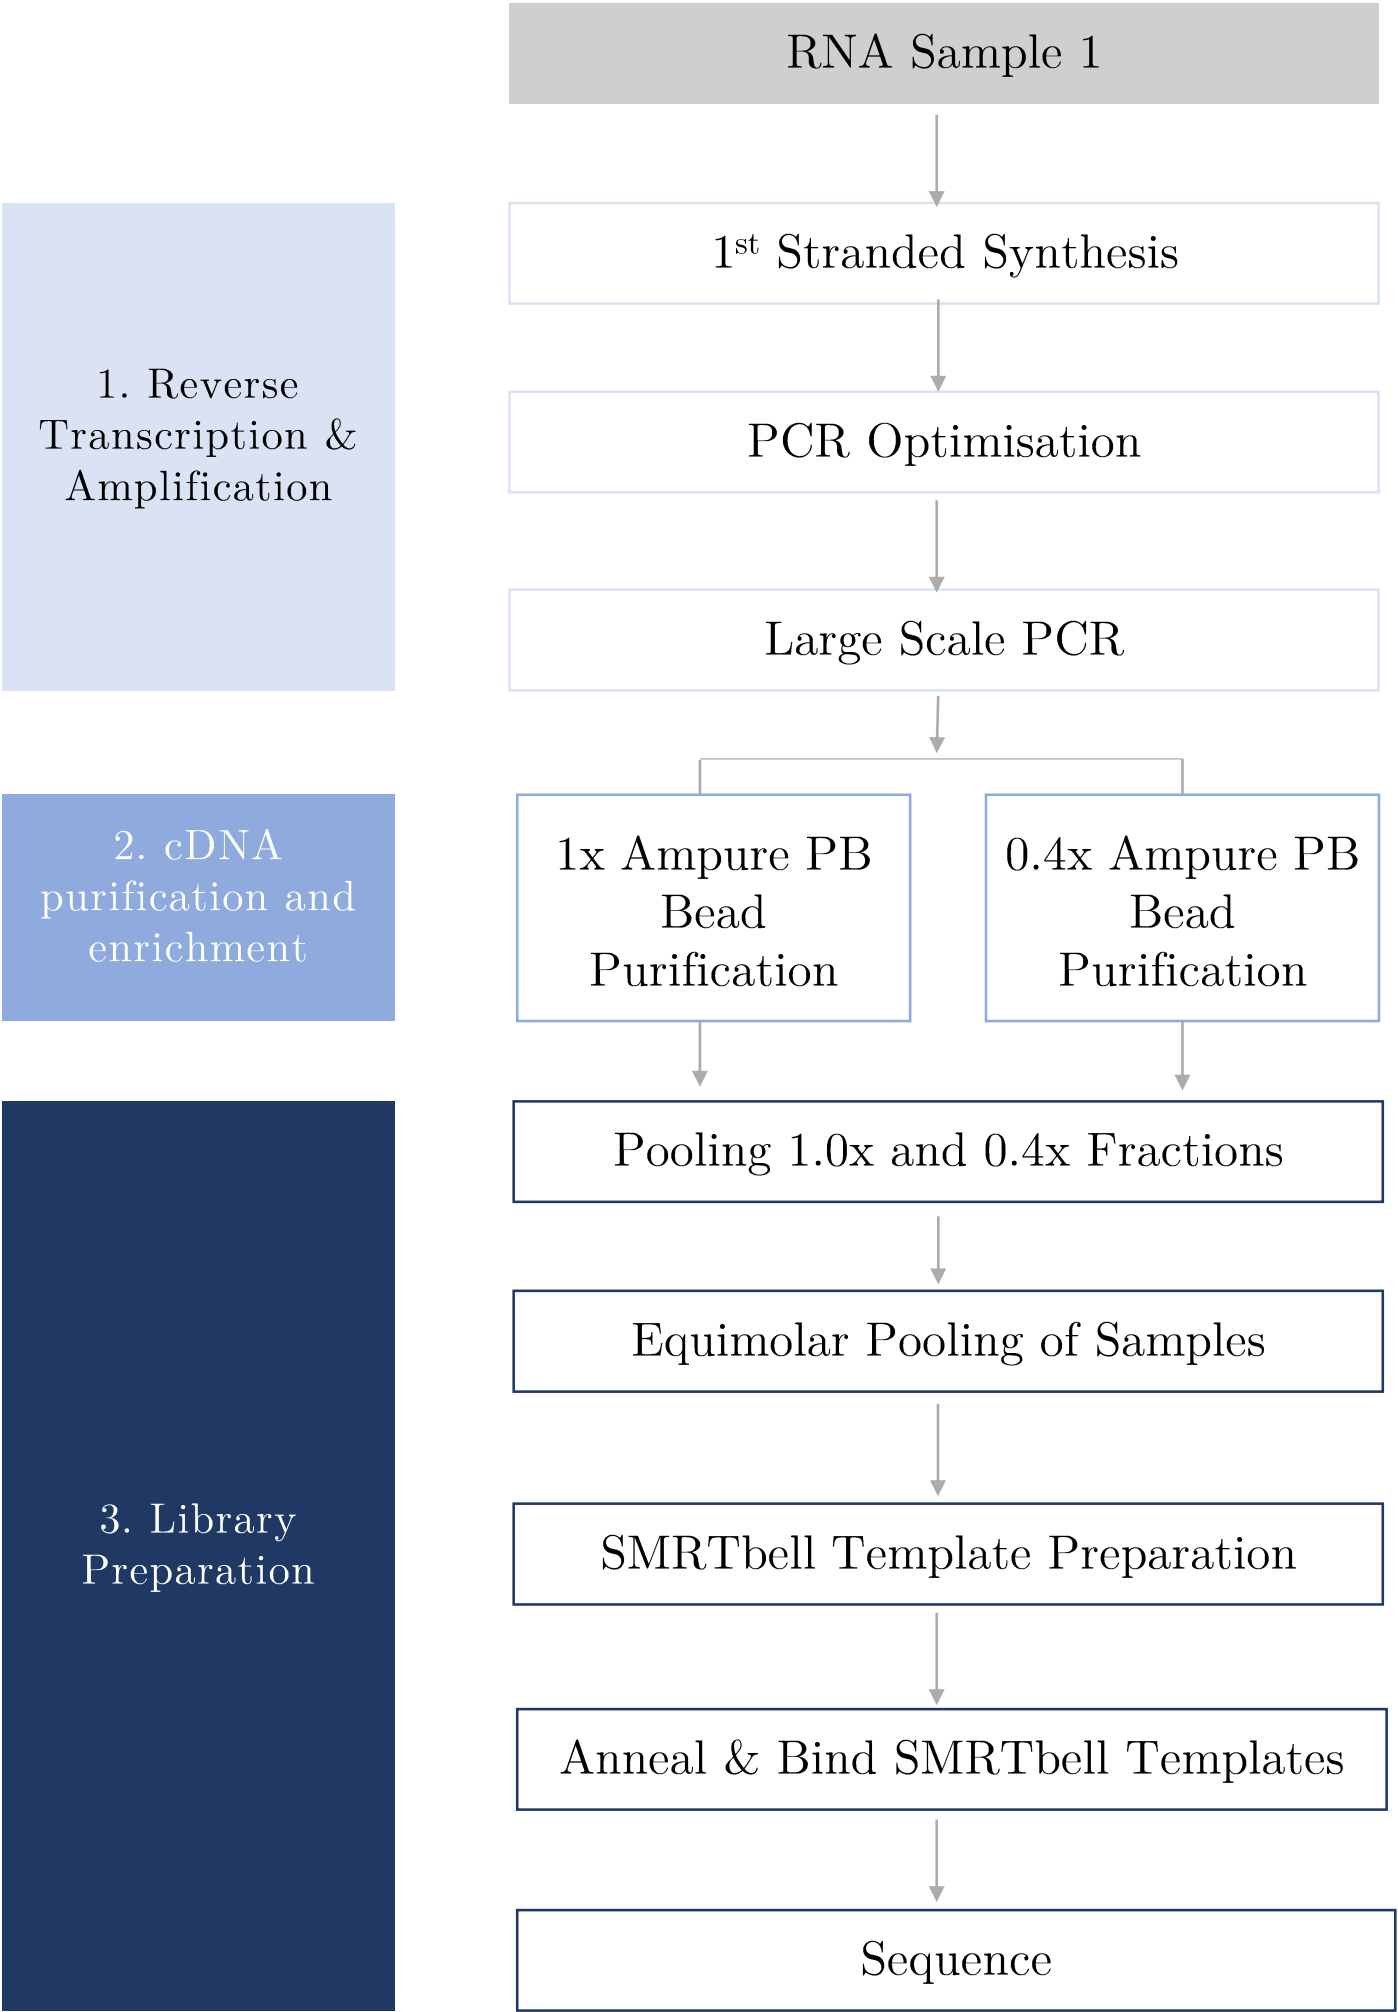 RNA Sample 1
1st Stranded Synthesis
1. Reverse
Transcription &
Amplification
PCR Optimisation
Large Scale PCR
2. cDNA
purification and
enrichment
1x Ampure PB
Bead
Purification
0.4x Ampure PB
Bead
Purification
Pooling 1.0x and 0.4x Fractions
Equimolar Pooling of Samples
3. Library
Preparation
SMRTbell Template Preparation
Anneal & Bind SMRTbell Templates
Sequence